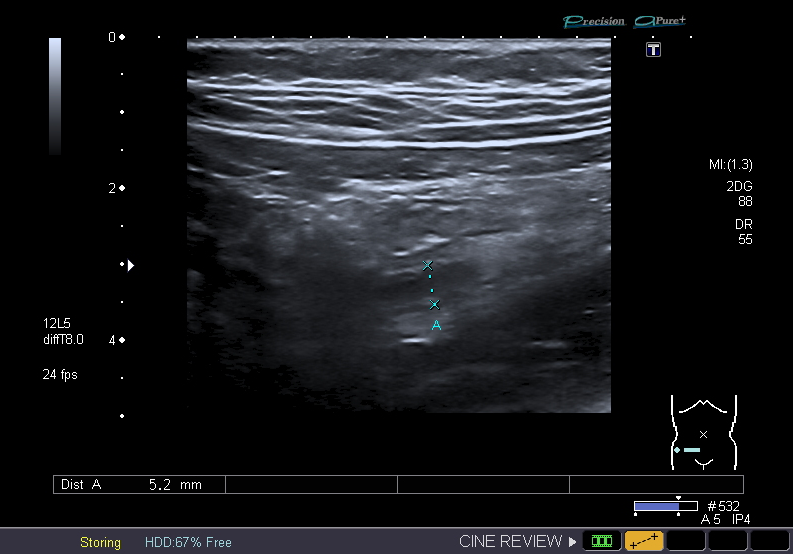 Precision aPure+
0
T
MI:(1.3)
2
2DG
88
DR
55
12L5
diffT8.0
4
24 fps
A
Dist A 5.2 mm
#532
A 5 IP4
Storing HDD:67% Free CINE REVIEW